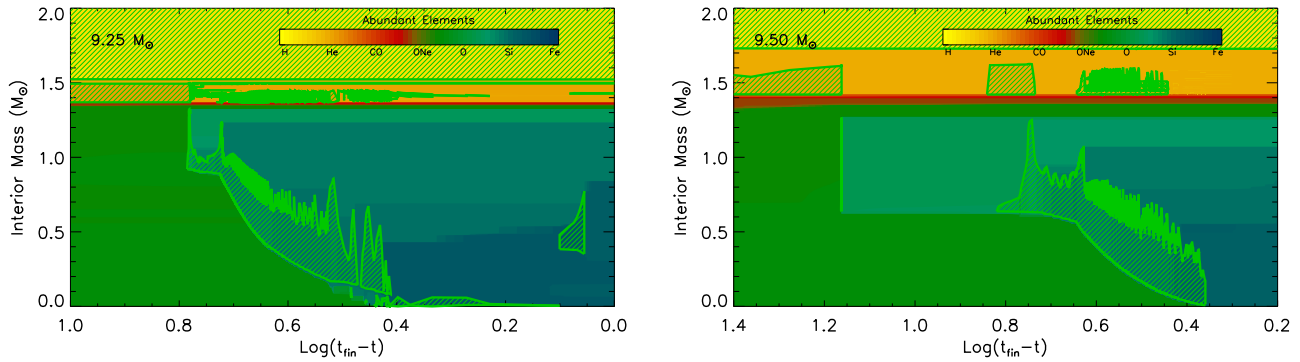 Abundant Elements
9.25 M☉
H He CO ONe O Si Fe
Interior Mass (M☉)
2.0
1.5
1.0
0.5
0.0
1.0 0.8 0.6 0.4 0.2 0.0
Log(t_fin-t)
Abundant Elements
9.50 M☉
H He CO ONe O Si Fe
Interior Mass (M☉)
2.0
1.5
1.0
0.5
0.0
1.4 1.2 1.0 0.8 0.6 0.4 0.2
Log(t_fin-t)